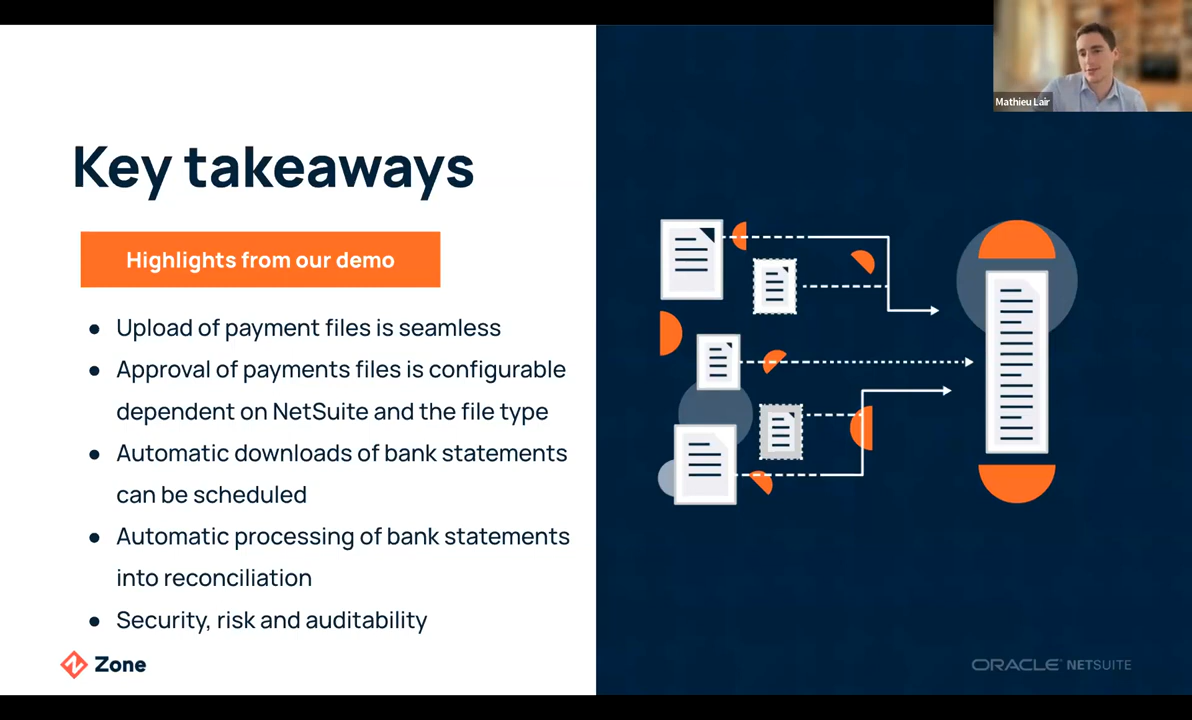 Mathieu Lair
Key takeaways
Highlights from our demo
● Upload of payment files is seamless
● Approval of payments files is configurable
dependent on NetSuite and the file type
● Automatic downloads of bank statements
can be scheduled
● Automatic processing of bank statements
into reconciliation
● Security, risk and auditability
Zone
ORACLE NETSUITE